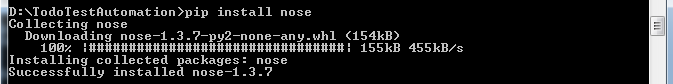 D:\TodoTestAutomation>pip install nose
Collecting nose
  Downloading nose-1.3.7-py2-none-any.whl (154kB)
    100% |################################| 155kB 455kB/s
Installing collected packages: nose
Successfully installed nose-1.3.7